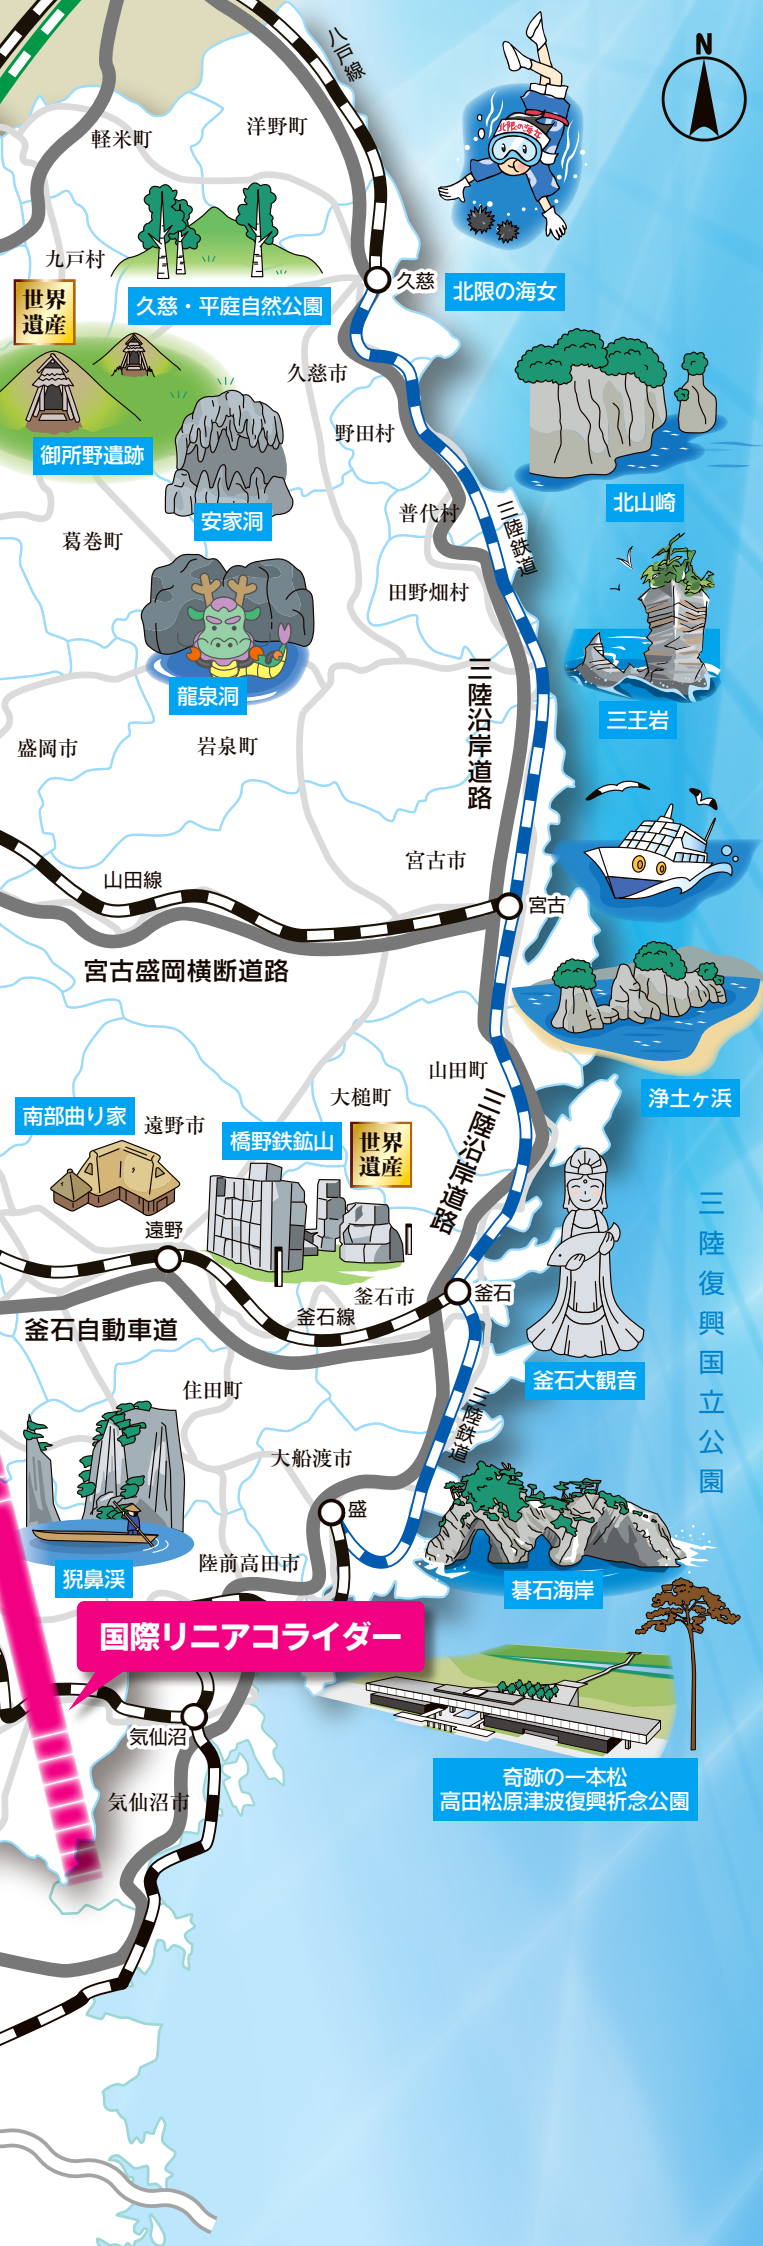 八戸線
N
洋野町
軽米町
北限の海女
九戸村
久慈
北限の海女
世界
遺産
久慈・平庭自然公園
久慈市
野田村
御所野遺跡
北山崎
普代村
三陸鉄道
安家洞
葛巻町
田野畑村
龍泉洞
三陸沿岸道路
三王岩
盛岡市
岩泉町
宮古市
山田線
宮古
宮古盛岡横断道路
山田町
大槌町
浄土ヶ浜
南部曲り家
遠野市
橋野鉄鉱山
世界
遺産
三陸沿岸道路
三陸復興国立公園
遠野
釜石市
釜石
釜石線
釜石自動車道
釜石大観音
住田町
三陸鉄道
大船渡市
盛
陸前高田市
猊鼻渓
碁石海岸
国際リニアコライダー
気仙沼
奇跡の一本松
高田松原津波復興祈念公園
気仙沼市